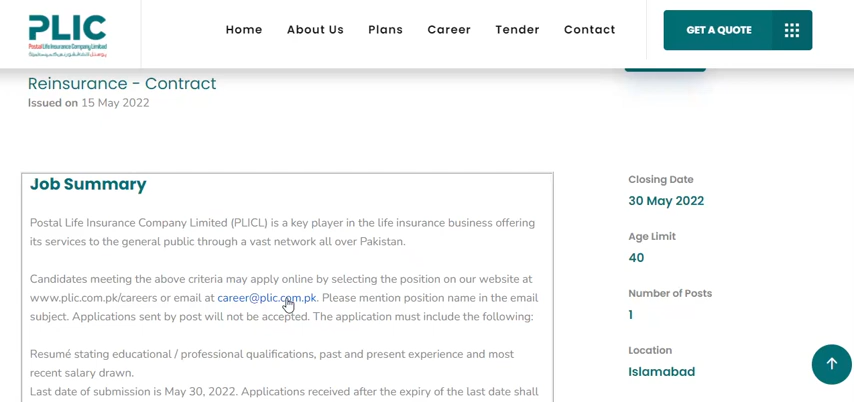 PLIC
Postal Life Insurance Company Limited
Home
About Us
Plans
Career
Tender
Contact
GET A QUOTE
Reinsurance - Contract
Issued on 15 May 2022
Job Summary
Postal Life Insurance Company Limited (PLICL) is a key player in the life insurance business offering
its services to the general public through a vast network all over Pakistan.
Candidates meeting the above criteria may apply online by selecting the position on our website at
www.plic.com.pk/careers or email at career@plic.com.pk. Please mention position name in the email
subject. Applications sent by post will not be accepted. The application must include the following:
Resumé stating educational / professional qualifications, past and present experience and most
recent salary drawn.
Last date of submission is May 30, 2022. Applications received after the expiry of the last date shall
Closing Date
30 May 2022
Age Limit
40
Number of Posts
1
Location
Islamabad